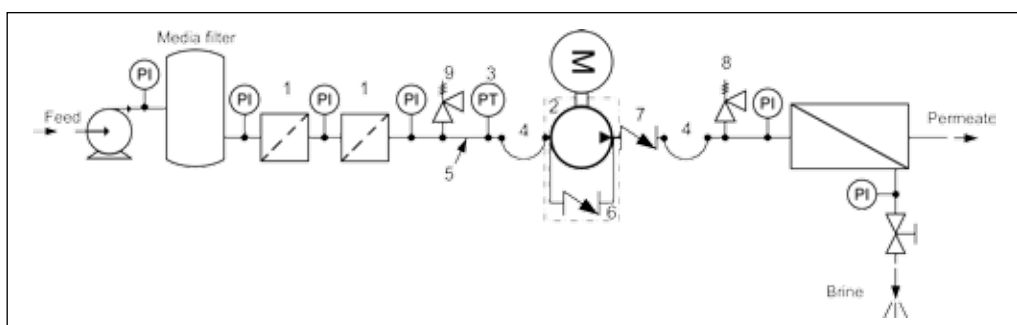 Media filter
Feed
PI
PI
1
PI
1
PI
9
3
PT
4
5
M
2
6
7
4
8
PI
Permeate
PI
Brine